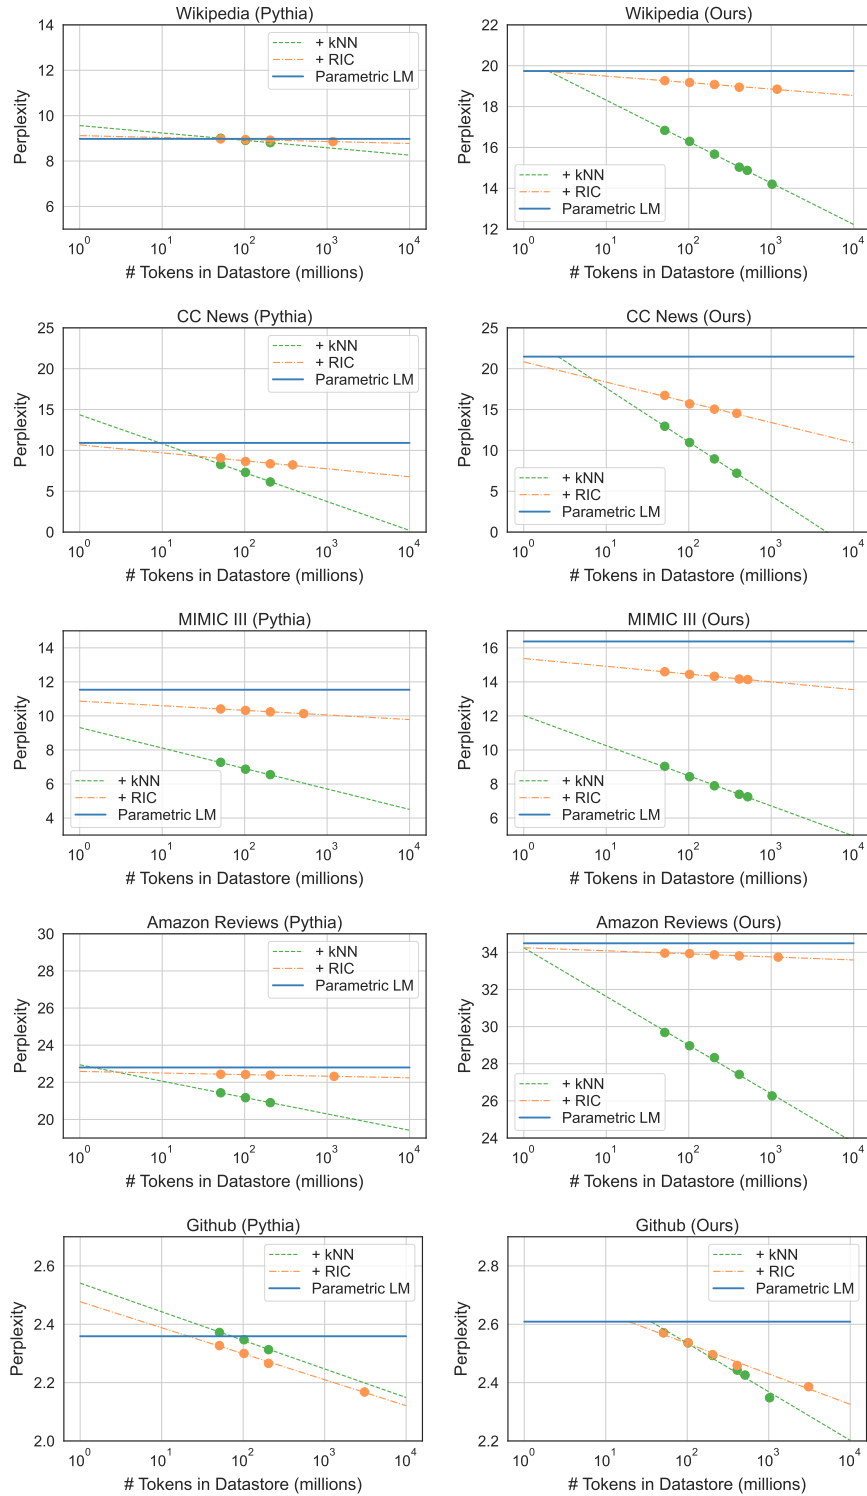 Wikipedia (Pythia)
14
12
10
8
6
Perplexity
+ kNN
+ RIC
Parametric LM
10^0 10^1 10^2 10^3 10^4
# Tokens in Datastore (millions)
Wikipedia (Ours)
22
20
18
16
14
12
Perplexity
+ kNN
+ RIC
Parametric LM
10^0 10^1 10^2 10^3 10^4
# Tokens in Datastore (millions)
CC News (Pythia)
25
20
15
10
5
0
Perplexity
+ kNN
+ RIC
Parametric LM
10^0 10^1 10^2 10^3 10^4
# Tokens in Datastore (millions)
CC News (Ours)
25
20
15
10
5
0
Perplexity
+ kNN
+ RIC
Parametric LM
10^0 10^1 10^2 10^3 10^4
# Tokens in Datastore (millions)
MIMIC III (Pythia)
14
12
10
8
6
4
Perplexity
+ kNN
+ RIC
Parametric LM
10^0 10^1 10^2 10^3 10^4
# Tokens in Datastore (millions)
MIMIC III (Ours)
16
14
12
10
8
6
Perplexity
+ kNN
+ RIC
Parametric LM
10^0 10^1 10^2 10^3 10^4
# Tokens in Datastore (millions)
Amazon Reviews (Pythia)
30
28
26
24
22
20
Perplexity
+ kNN
+ RIC
Parametric LM
10^0 10^1 10^2 10^3 10^4
# Tokens in Datastore (millions)
Amazon Reviews (Ours)
34
32
30
28
26
24
Perplexity
+ kNN
+ RIC
Parametric LM
10^0 10^1 10^2 10^3 10^4
# Tokens in Datastore (millions)
Github (Pythia)
2.6
2.4
2.2
2.0
Perplexity
+ kNN
+ RIC
Parametric LM
10^0 10^1 10^2 10^3 10^4
# Tokens in Datastore (millions)
Github (Ours)
2.8
2.6
2.4
2.2
Perplexity
+ kNN
+ RIC
Parametric LM
10^0 10^1 10^2 10^3 10^4
# Tokens in Datastore (millions)